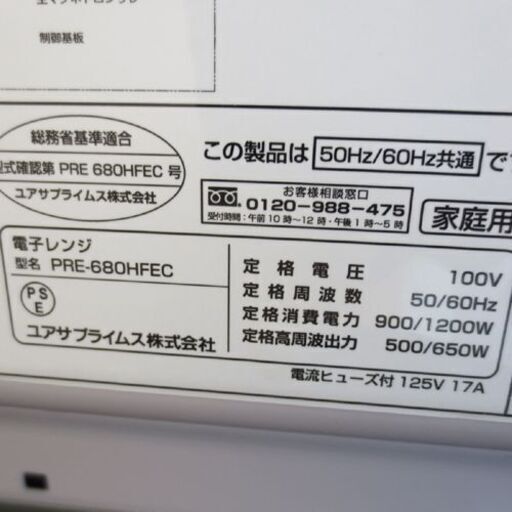 制御基板
総務省基準適合
型式確認第 PRE 680HFEC 号
ユアサプライムス株式会社
この製品は 50Hz/60Hz共通 で
お客様相談窓口
0120-988-475
受付時間:午前10時〜12時・午後1時〜5時
家庭用
電子レンジ
型名 PRE-680HFEC
PSE
ユアサプライムス株式会社
定格電圧 100V
定格周波数 50/60Hz
定格消費電力 900/1200W
定格高周波出力 500/650W
電流ヒューズ付 125V 17A